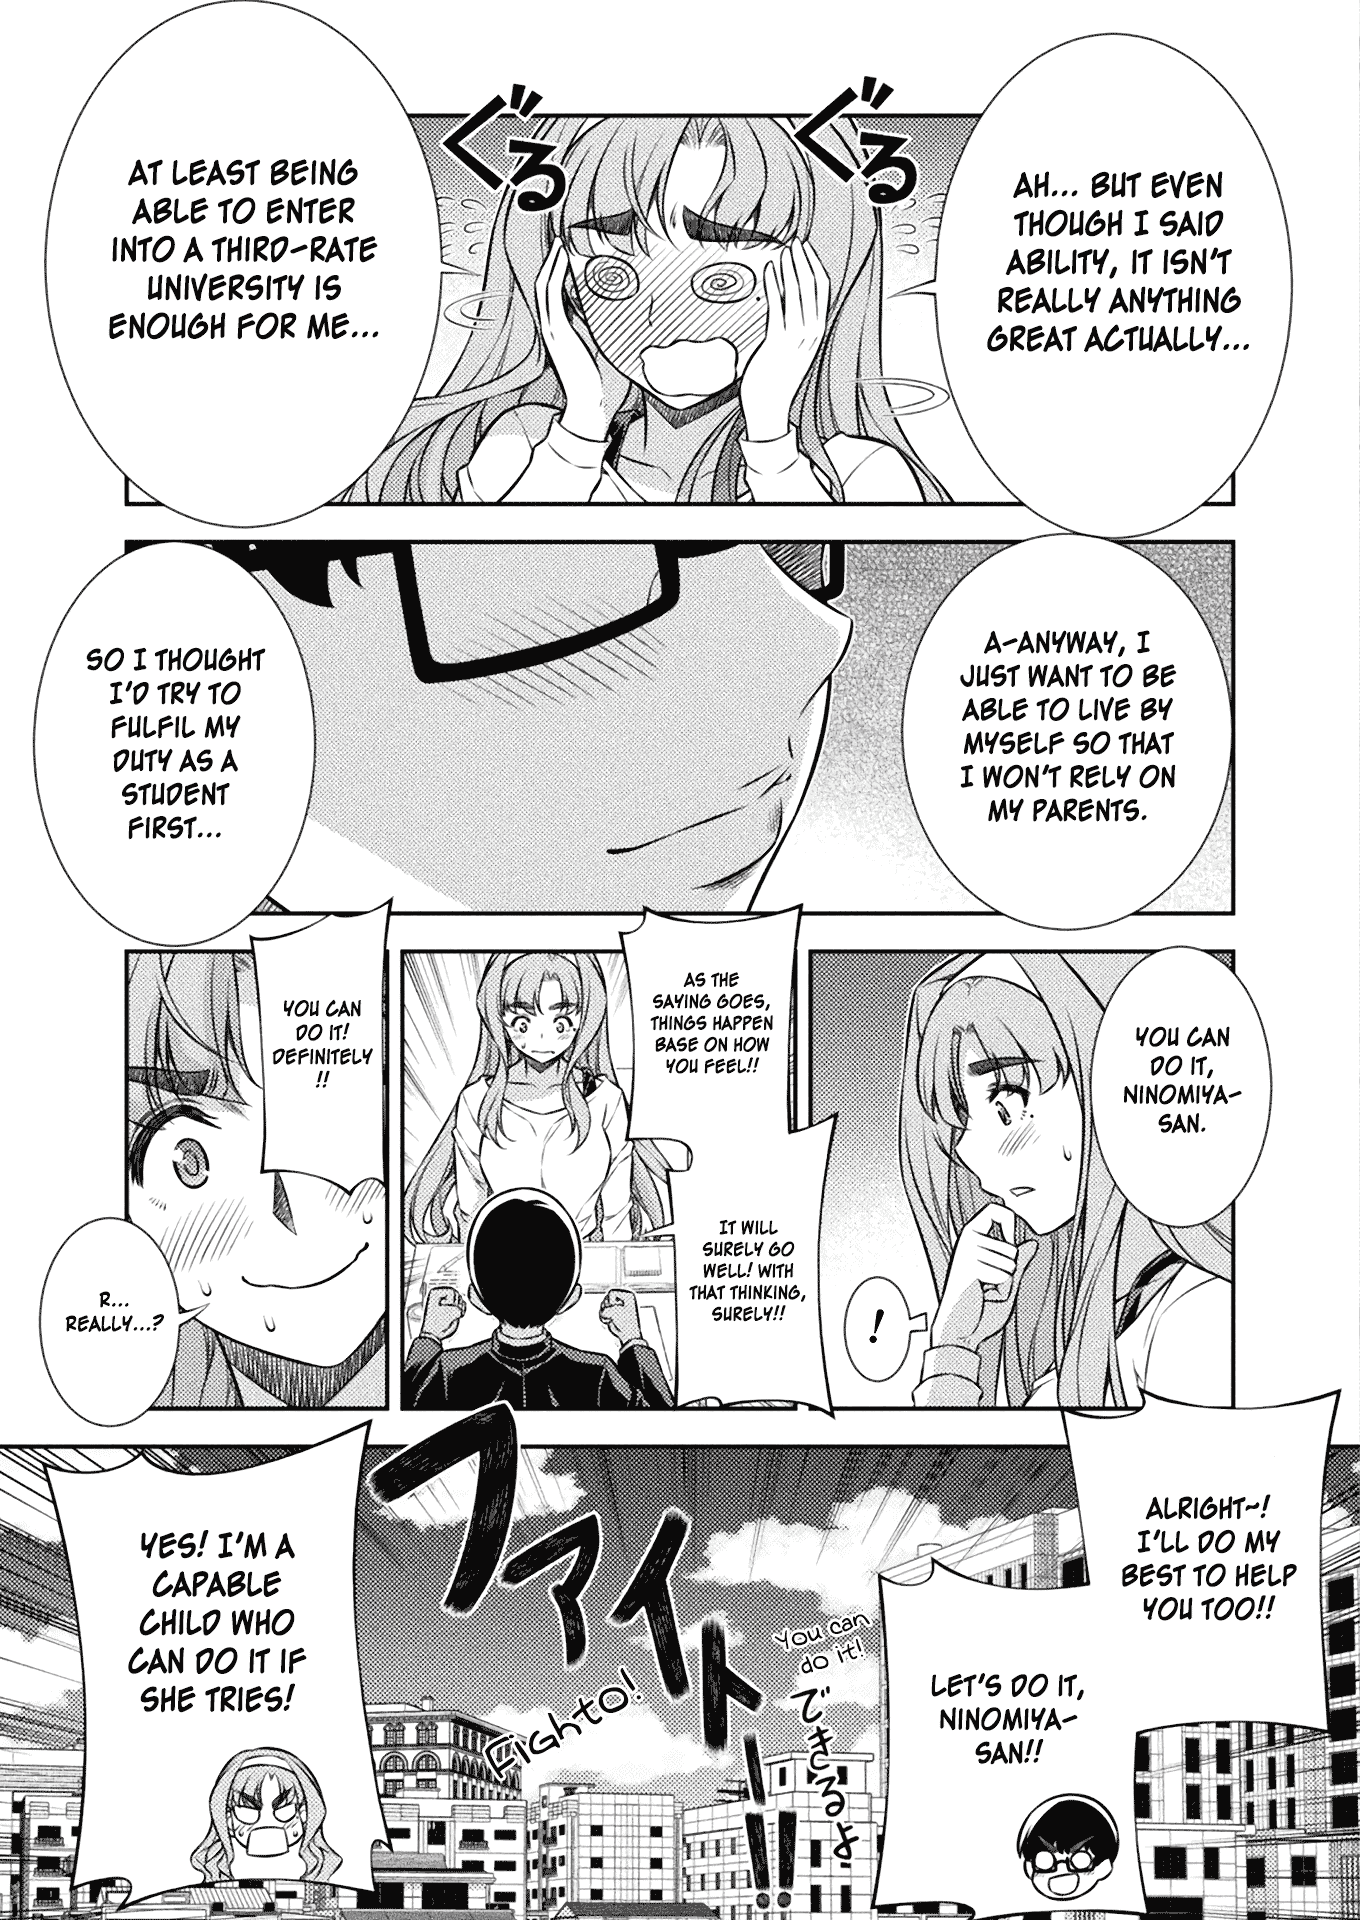 AH... BUT EVEN
THOUGH I SAID
ABILITY, IT ISN'T
REALLY ANYTHING
GREAT ACTUALLY...
ぐる
ぐる
AT LEAST BEING
ABLE TO ENTER
INTO A THIRD-RATE
UNIVERSITY IS
ENOUGH FOR ME...
A-ANYWAY, I
JUST WANT TO BE
ABLE TO LIVE BY
MYSELF SO THAT
I WON'T RELY ON
MY PARENTS.
SO I THOUGHT
I'D TRY TO
FULFIL MY
DUTY AS A
STUDENT
FIRST...
YOU CAN
DO IT,
NINOMIYA-
SAN.
!
AS THE
SAYING GOES,
THINGS HAPPEN
BASE ON HOW
YOU FEEL!!
IT WILL
SURELY GO
WELL! WITH
THAT THINKING,
SURELY!!
YOU CAN
DO IT!
DEFINITELY
!!
R...
REALLY...?
ALRIGHT~!
I'LL DO MY
BEST TO HELP
YOU TOO!!
LET'S DO IT,
NINOMIYA-
SAN!!
You can
do it!
できるよ
ファイト!!
Fighto!
YES! I'M A
CAPABLE
CHILD WHO
CAN DO IT IF
SHE TRIES!